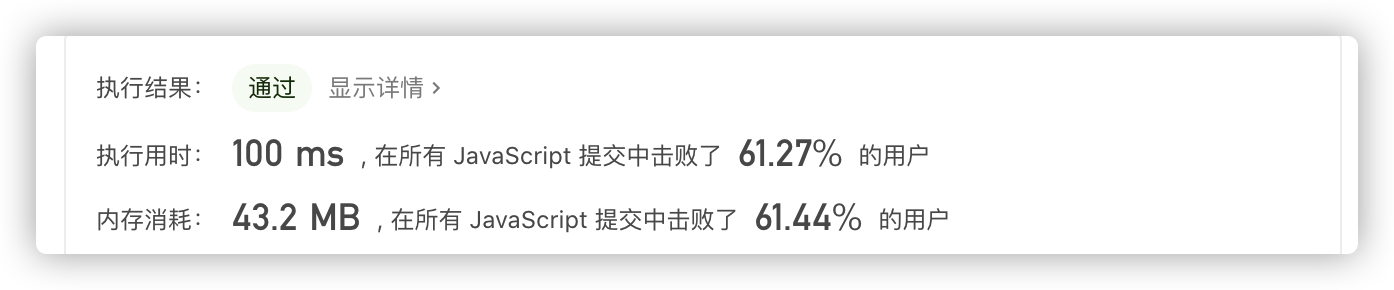 执行结果： 通过 显示详情 ›
执行用时： 100 ms ，在所有 JavaScript 提交中击败了 61.27% 的用户
内存消耗： 43.2 MB ，在所有 JavaScript 提交中击败了 61.44% 的用户